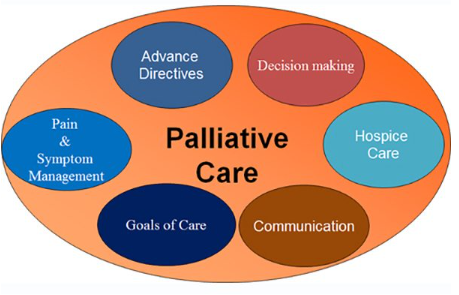 Advance
Directives
Decision making
Pain
&
Symptom
Management
Palliative
Care
Hospice
Care
Goals of Care
Communication